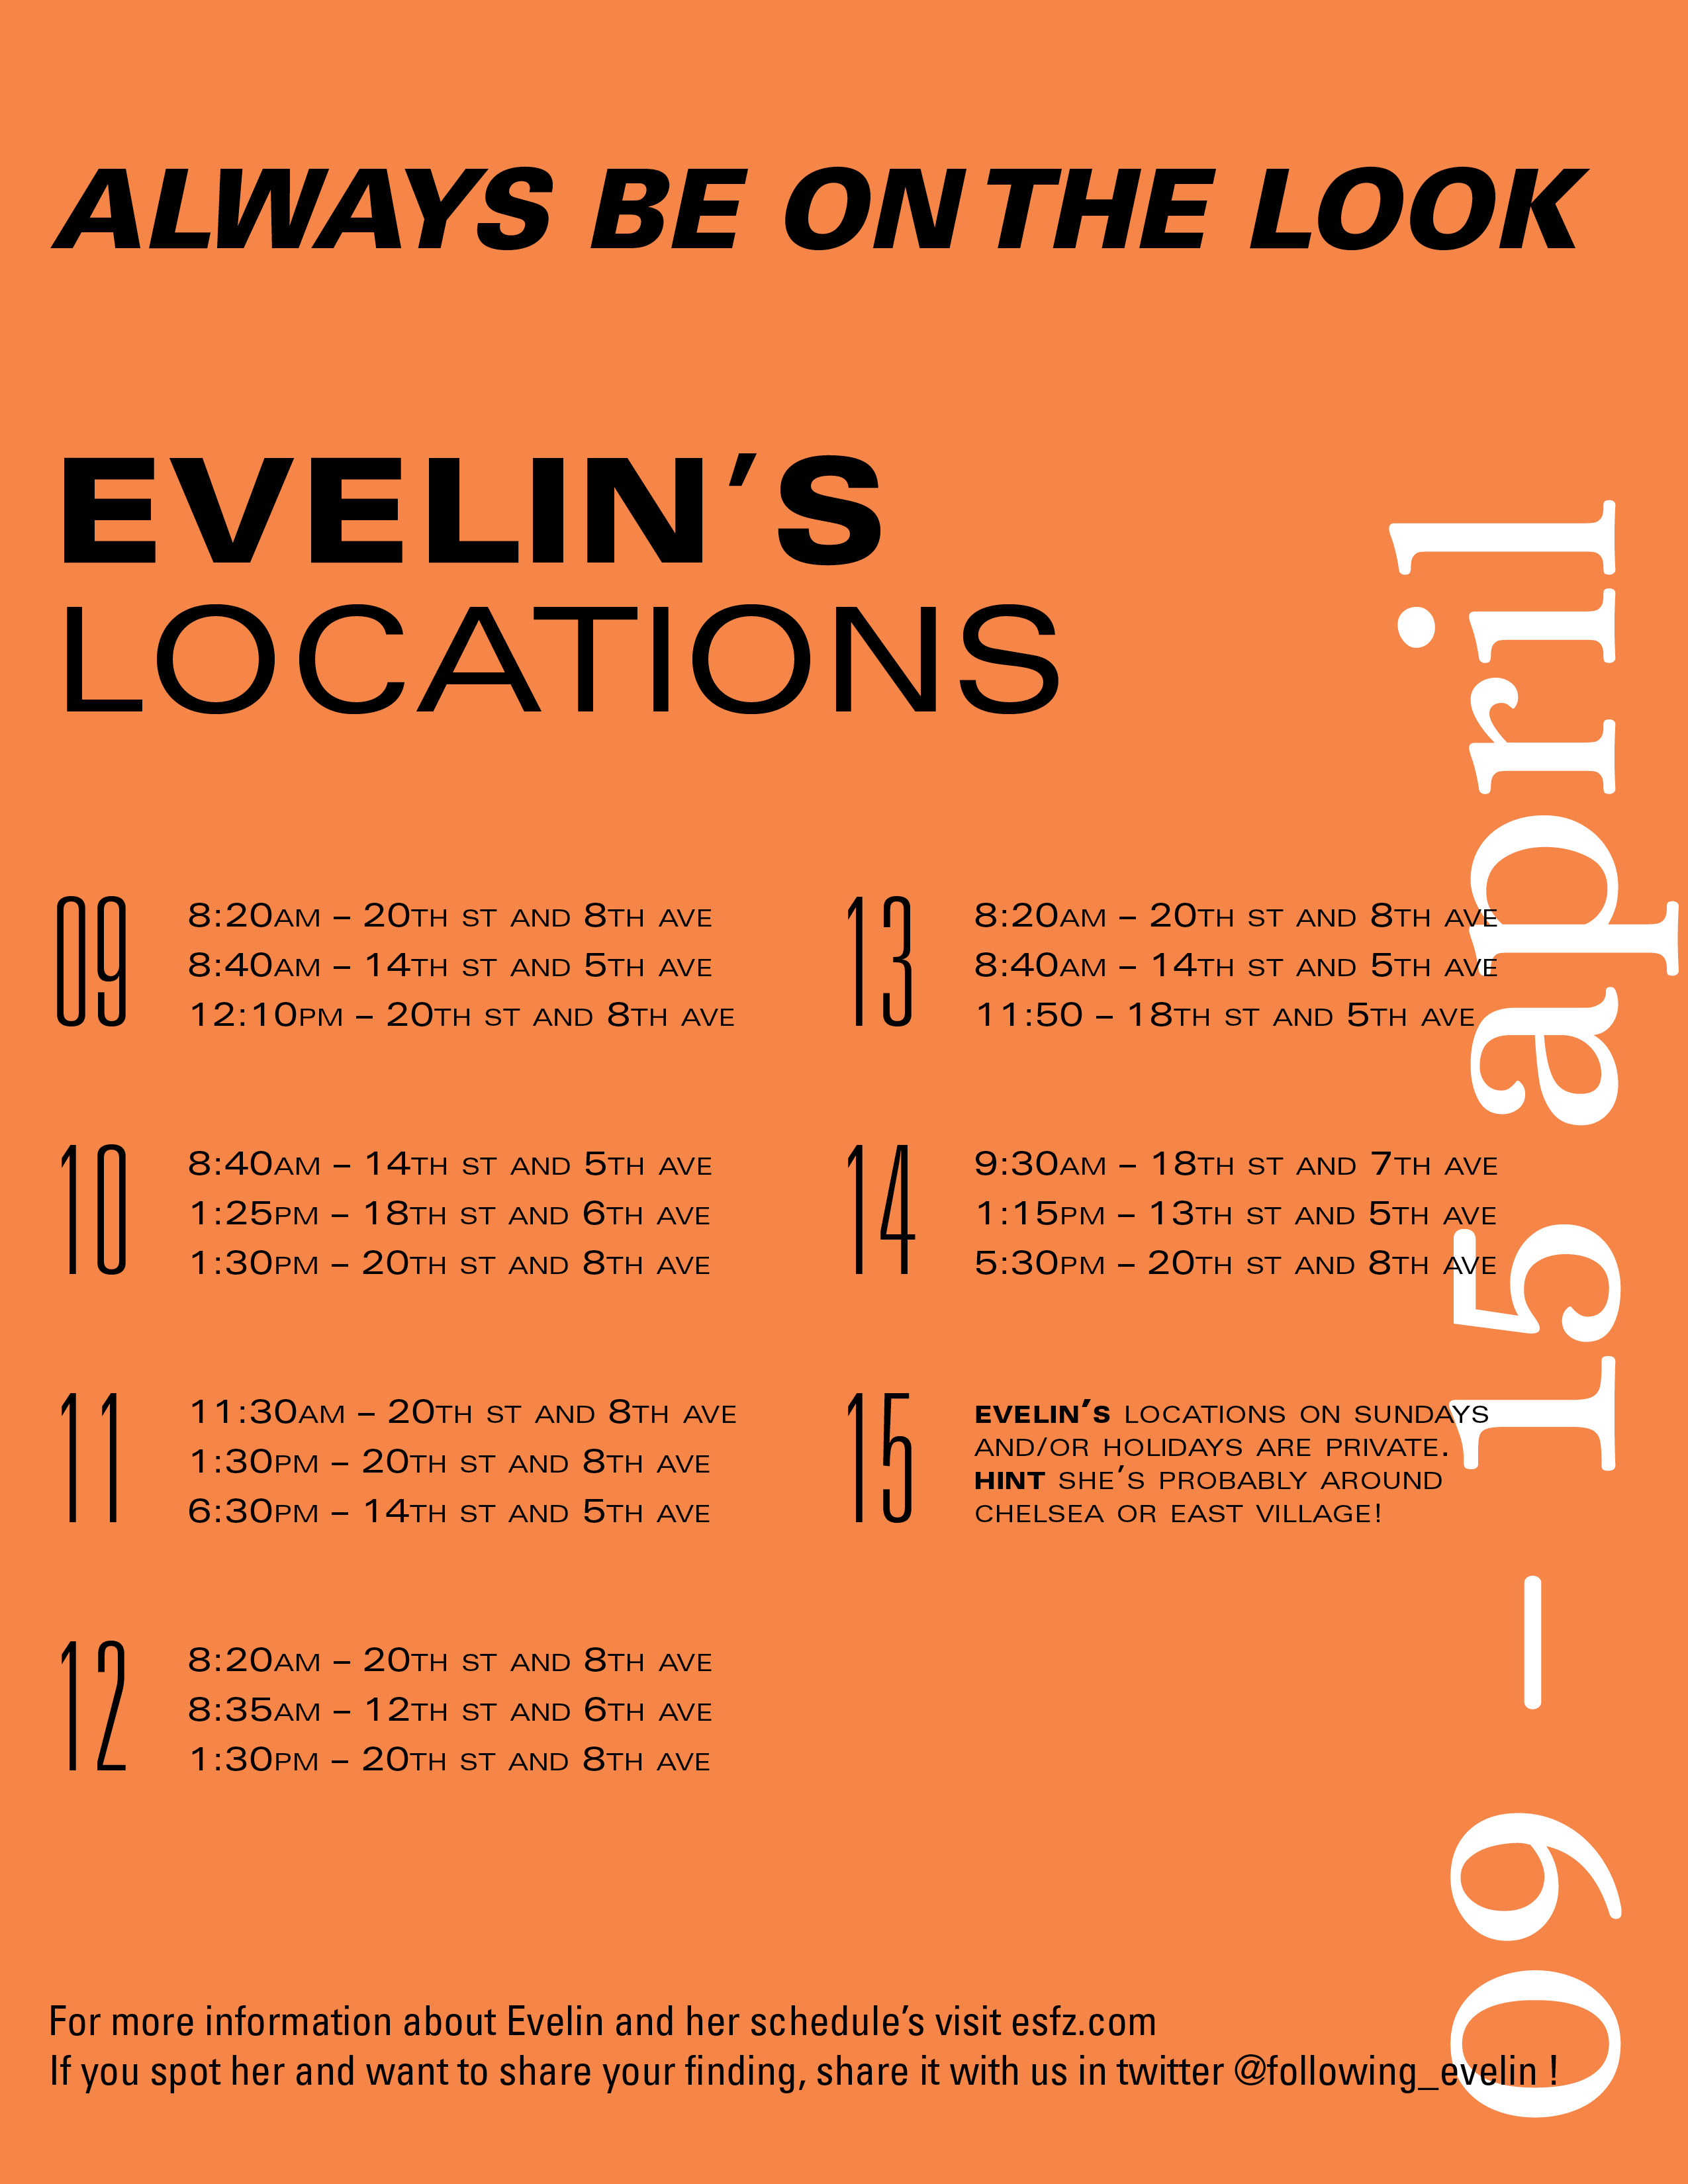 ALWAYS BE ON THE LOOK
EVELIN'S
LOCATIONS
09
8:20AM – 20TH ST AND 8TH AVE
8:40AM – 14TH ST AND 5TH AVE
12:10PM – 20TH ST AND 8TH AVE
10
8:40AM – 14TH ST AND 5TH AVE
1:25PM – 18TH ST AND 6TH AVE
1:30PM – 20TH ST AND 8TH AVE
11
11:30AM – 20TH ST AND 8TH AVE
1:30PM – 20TH ST AND 8TH AVE
6:30PM – 14TH ST AND 5TH AVE
12
8:20AM – 20TH ST AND 8TH AVE
8:35AM – 12TH ST AND 6TH AVE
1:30PM – 20TH ST AND 8TH AVE
13
8:20AM – 20TH ST AND 8TH AVE
8:40AM – 14TH ST AND 5TH AVE
11:50 – 18TH ST AND 5TH AVE
14
9:30AM – 18TH ST AND 7TH AVE
1:15PM – 13TH ST AND 5TH AVE
5:30PM – 20TH ST AND 8TH AVE
15
EVELIN'S LOCATIONS ON SUNDAYS
AND/OR HOLIDAYS ARE PRIVATE.
HINT SHE'S PROBABLY AROUND
CHELSEA OR EAST VILLAGE!
09 – 15 april
For more information about Evelin and her schedule's visit esfz.com
If you spot her and want to share your finding, share it with us in twitter @following_evelin !